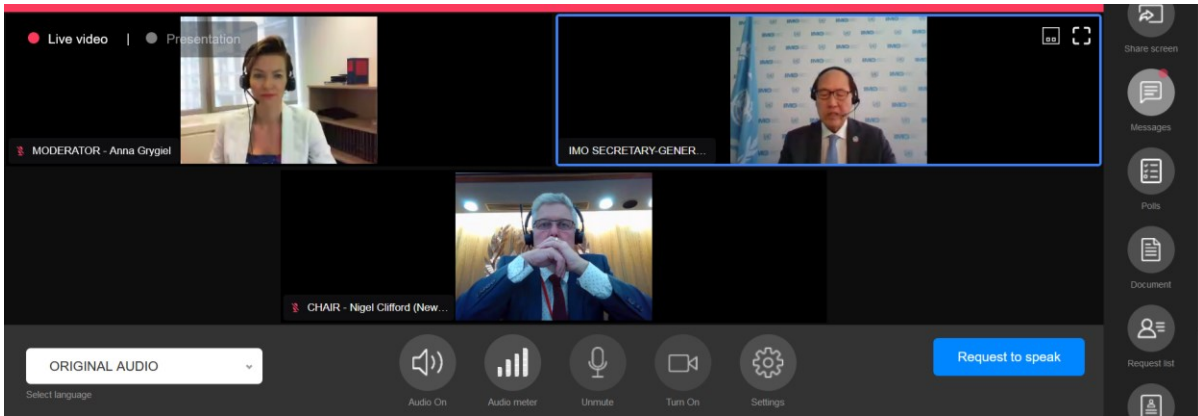 Live video | Presentation
MODERATOR - Anna Grygiel
IMO SECRETARY-GENER...
CHAIR - Nigel Clifford (New...
ORIGINAL AUDIO
Select language
Audio On
Audio meter
Unmute
Turn On
Settings
Request to speak
Share screen
Messages
Polls
Document
Request list